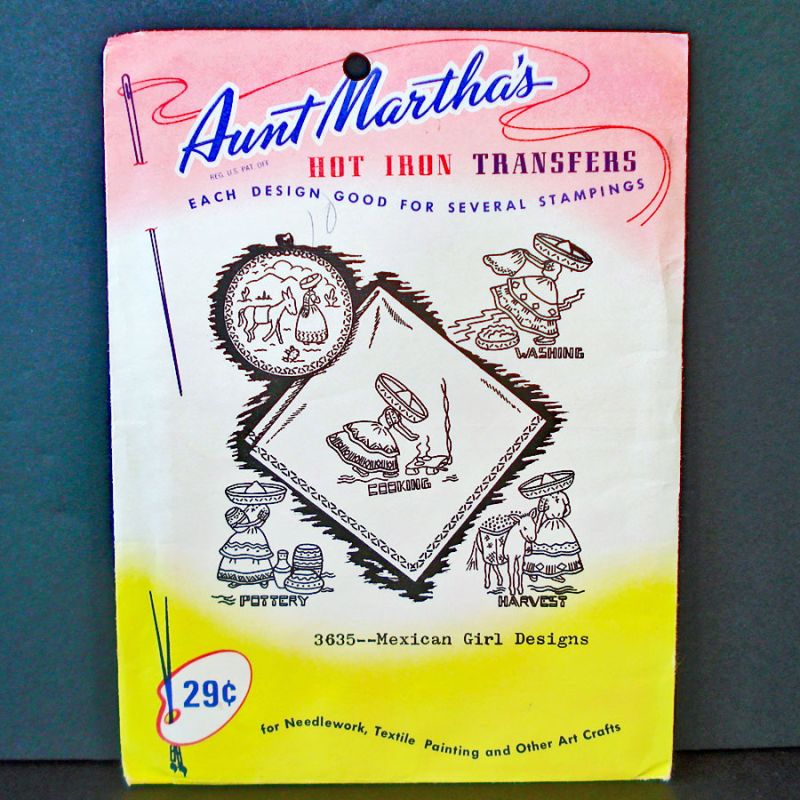 Aunt Martha's
REG. U.S. PAT. OFF.
HOT IRON TRANSFERS
EACH DESIGN GOOD FOR SEVERAL STAMPINGS
WASHING
COOKING
POTTERY
HARVEST
3635--Mexican Girl Designs
29¢
for Needlework, Textile Painting and Other Art Crafts